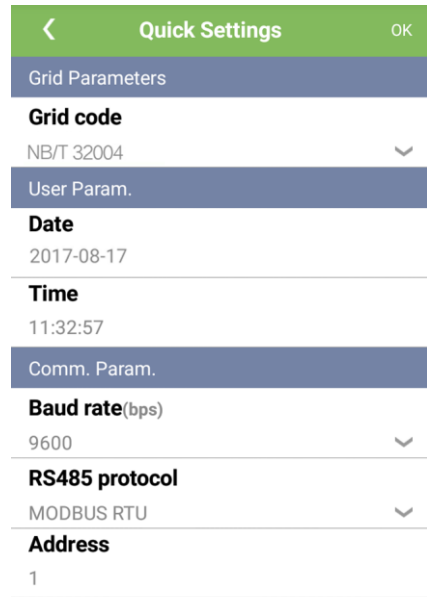 Quick Settings OK
Grid Parameters
Grid code
NB/T 32004
User Param.
Date
2017-08-17
Time
11:32:57
Comm. Param.
Baud rate(bps)
9600
RS485 protocol
MODBUS RTU
Address
1